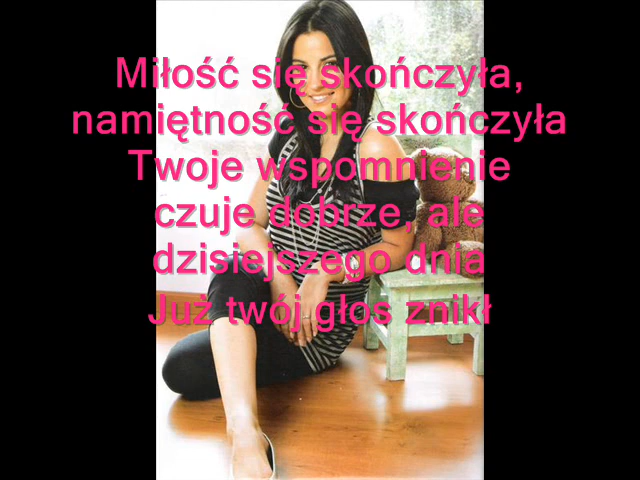 Miłość się skończyła,
namiętność się skończyła
Twoje wspomnienie
czuje dobrze, ale
dzisiejszego dnia
Już twój głos znikł